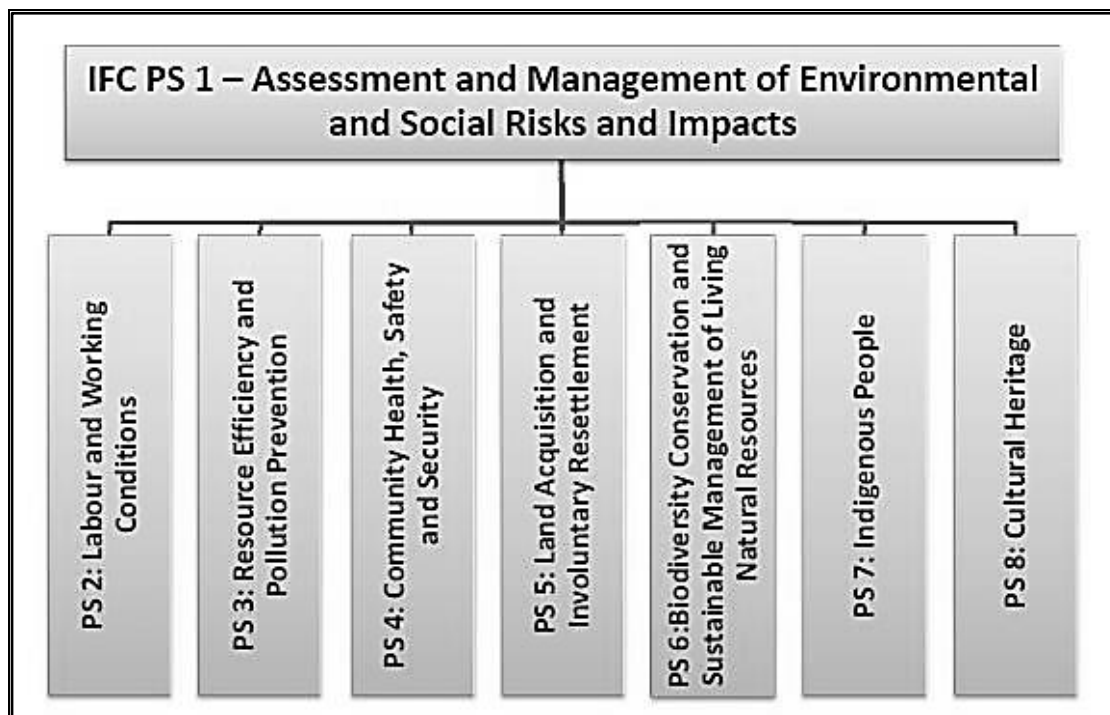 IFC PS 1 – Assessment and Management of Environmental
and Social Risks and Impacts
PS 2: Labour and Working
Conditions
PS 3: Resource Efficiency and
Pollution Prevention
PS 4: Community Health, Safety
and Security
PS 5: Land Acquisition and
Involuntary Resettlement
PS 6:Biodiversity Conservation and
Sustainable Management of Living
Natural Resources
PS 7: Indigenous People
PS 8: Cultural Heritage